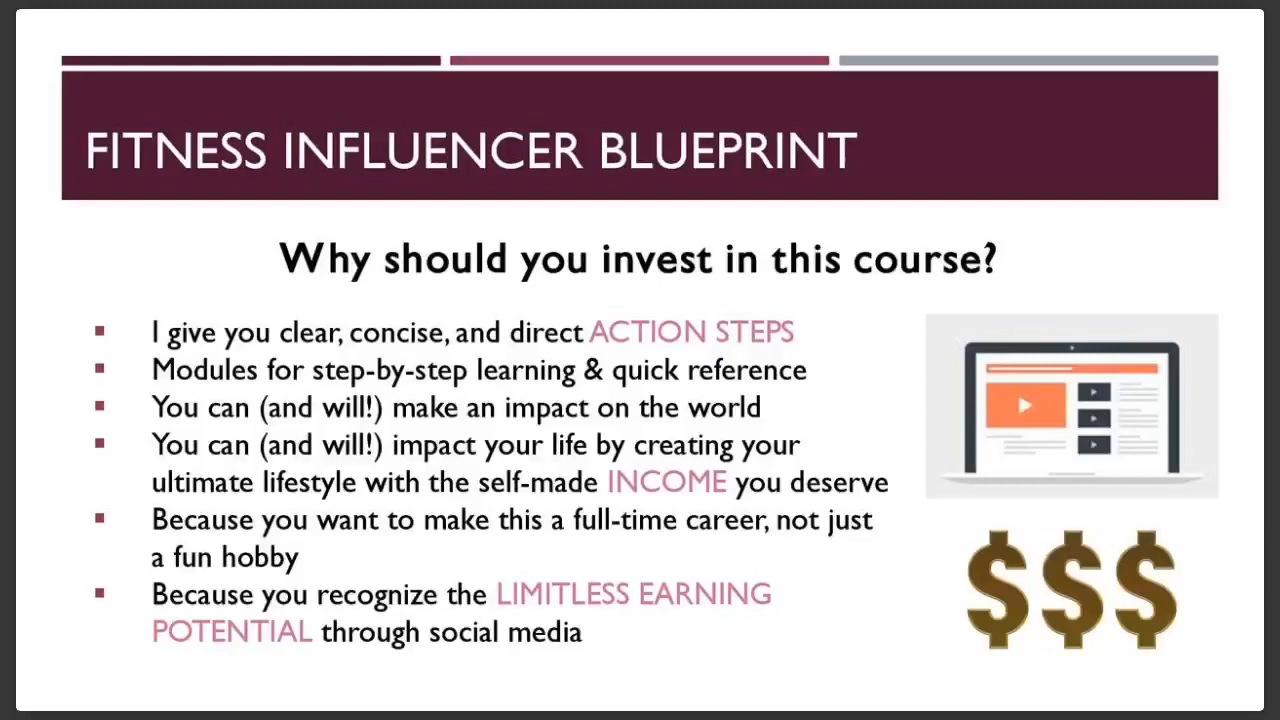 FITNESS INFLUENCER BLUEPRINT
Why should you invest in this course?
I give you clear, concise, and direct ACTION STEPS
Modules for step-by-step learning & quick reference
You can (and will!) make an impact on the world
You can (and will!) impact your life by creating your
ultimate lifestyle with the self-made INCOME you deserve
Because you want to make this a full-time career, not just
a fun hobby
Because you recognize the LIMITLESS EARNING
POTENTIAL through social media
$$$